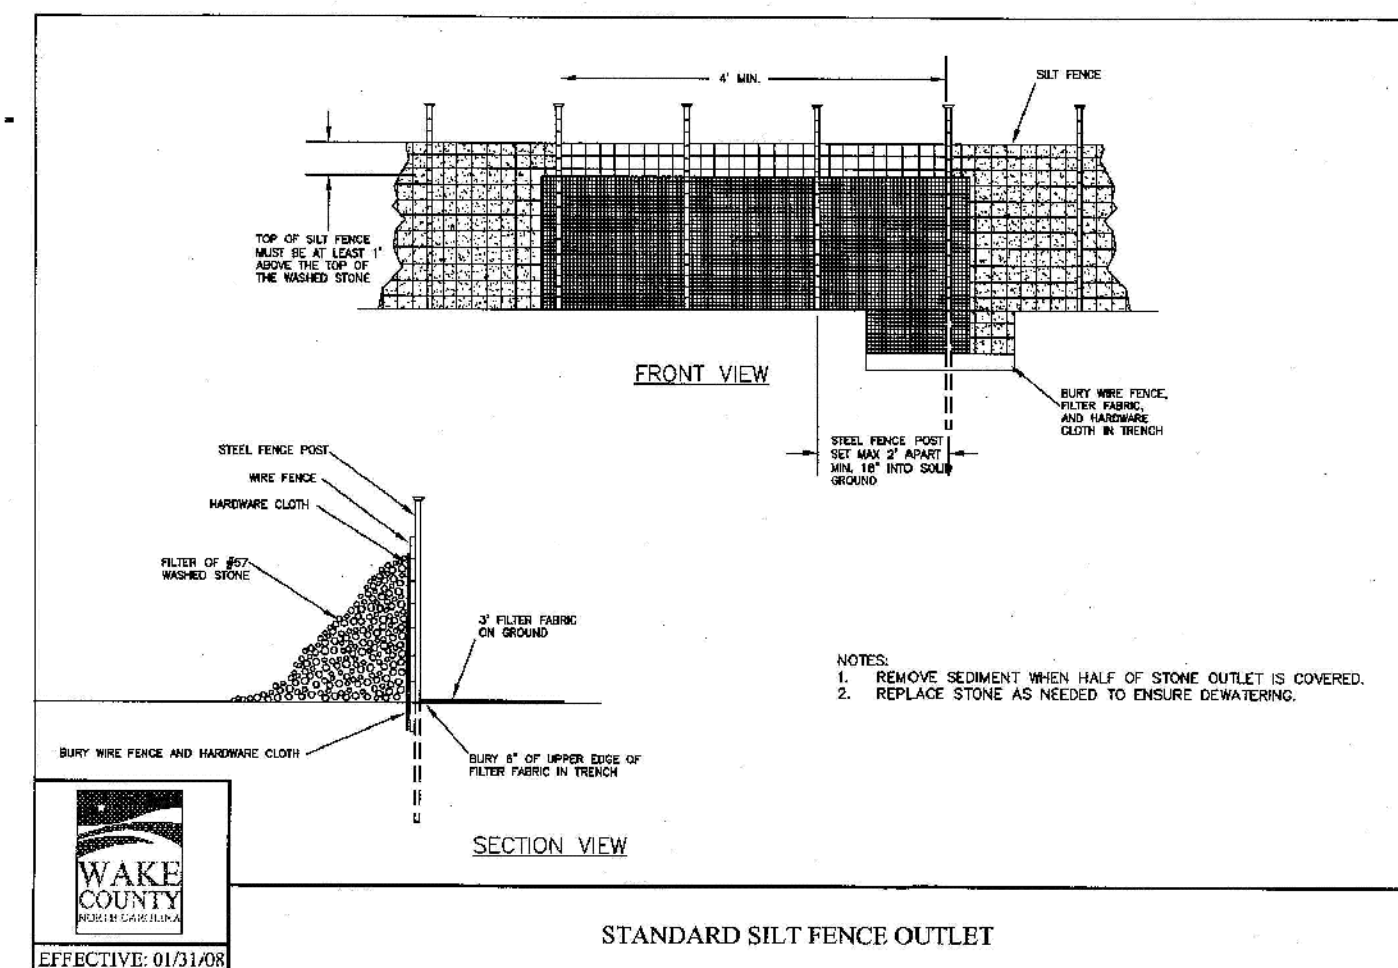 4' MIN.
SILT FENCE
TOP OF SILT FENCE
MUST BE AT LEAST 1'
ABOVE THE TOP OF
THE WASHED STONE
FRONT VIEW
BURY WIRE FENCE,
FILTER FABRIC,
AND HARDWARE
CLOTH IN TRENCH
STEEL FENCE POST
SET MAX 2' APART
MIN. 18" INTO SOLID
GROUND
STEEL FENCE POST
WIRE FENCE
HARDWARE CLOTH
FILTER OF #57
WASHED STONE
3' FILTER FABRIC
ON GROUND
NOTES:
1. REMOVE SEDIMENT WHEN HALF OF STONE OUTLET IS COVERED.
2. REPLACE STONE AS NEEDED TO ENSURE DEWATERING.
BURY WIRE FENCE AND HARDWARE CLOTH
BURY 6" OF UPPER EDGE OF
FILTER FABRIC IN TRENCH
SECTION VIEW
WAKE
COUNTY
NORTH CAROLINA
STANDARD SILT FENCE OUTLET
EFFECTIVE: 01/31/08